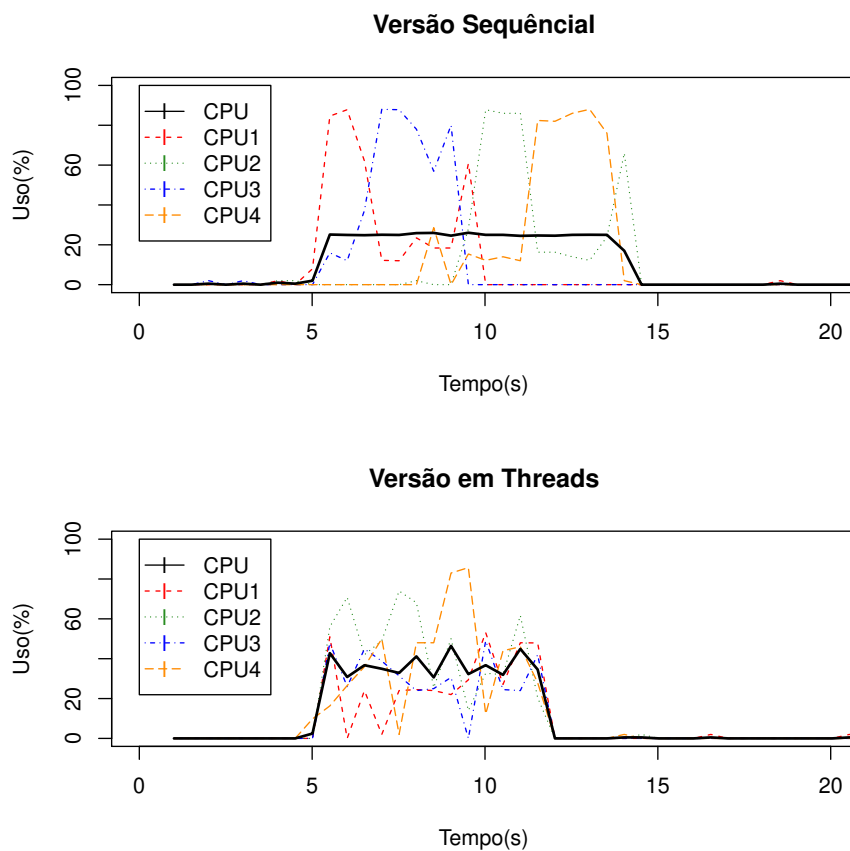 Versão Sequêncial
Uso(%)
0
20
60
100
CPU
CPU1
CPU2
CPU3
CPU4
0
5
10
15
20
Tempo(s)
Versão em Threads
Uso(%)
0
20
60
100
CPU
CPU1
CPU2
CPU3
CPU4
0
5
10
15
20
Tempo(s)